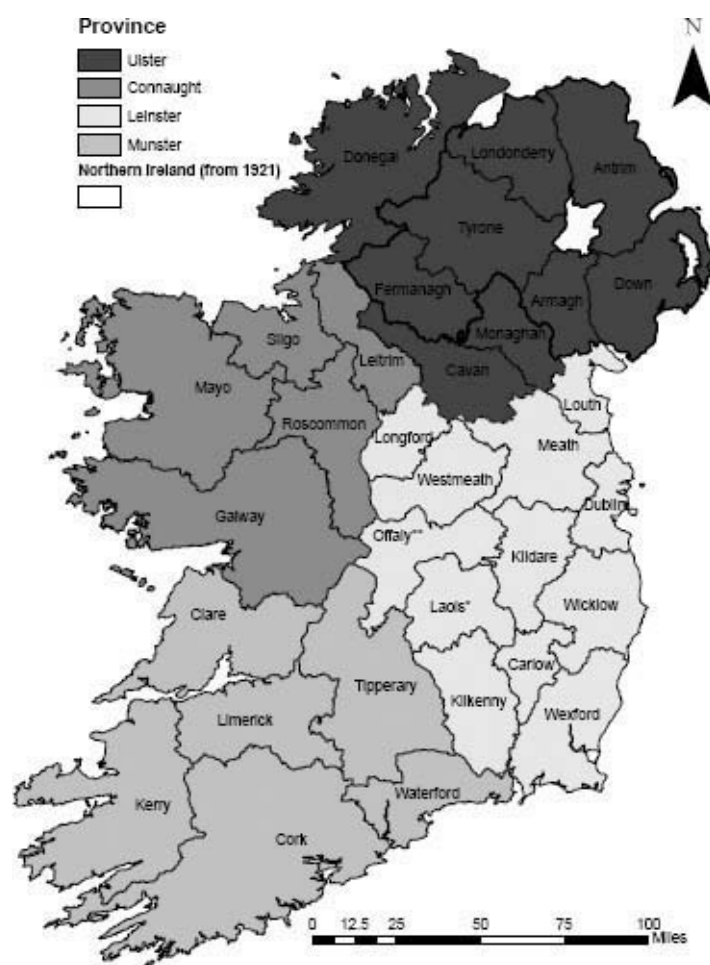 Province
N
Ulster
Connaught
Leinster
Munster
Northern Ireland (from 1921)
Donegal
Londonderry
Antrim
Tyrone
Fermanagh
Armagh
Down
Monaghan
Cavan
Sligo
Leitrim
Mayo
Roscommon
Louth
Longford
Meath
Westmeath
Dublin
Galway
Offaly**
Kildare
Laois*
Wicklow
Clare
Carlow
Tipperary
Kilkenny
Wexford
Limerick
Waterford
Kerry
Cork
0 12.5 25 50 75 100
Miles